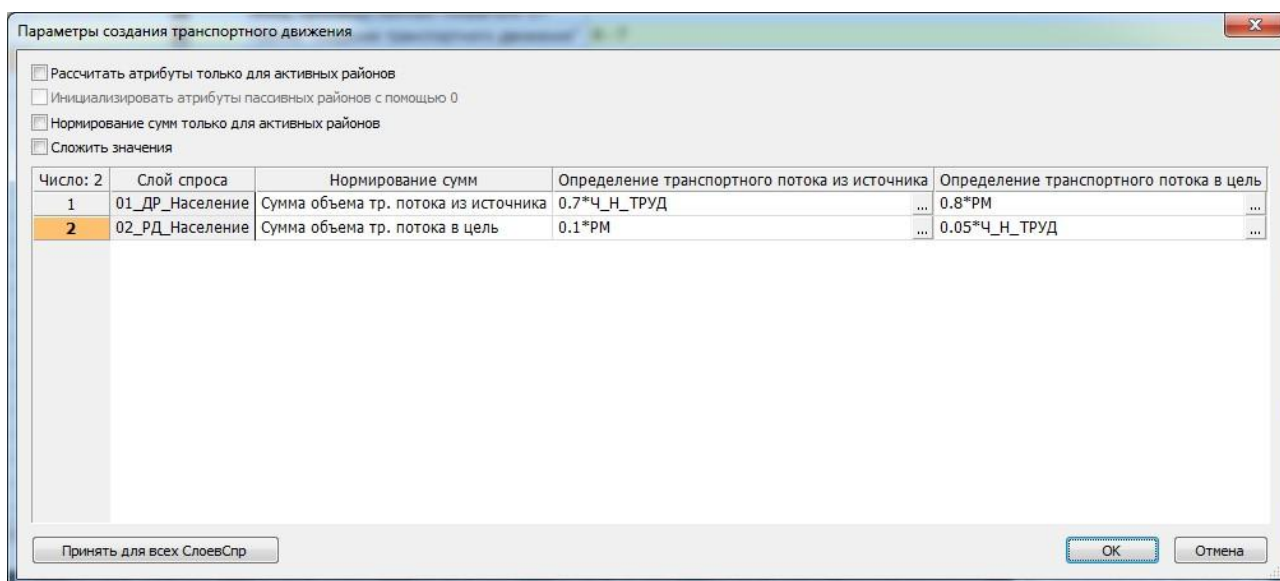 Параметры создания транспортного движения
Рассчитать атрибуты только для активных районов
Инициализировать атрибуты пассивных районов с помощью 0
Нормирование сумм только для активных районов
Сложить значения
Число: 2 Слой спроса Нормирование сумм Определение транспортного потока из источника Определение транспортного потока в цель
1 01_ДР_Население Сумма объема тр. потока из источника 0.7*Ч_Н_ТРУД ... 0.8*РМ ...
2 02_РД_Население Сумма объема тр. потока в цель 0.1*РМ ... 0.05*Ч_Н_ТРУД ...
Принять для всех СлоевСпр OK Отмена